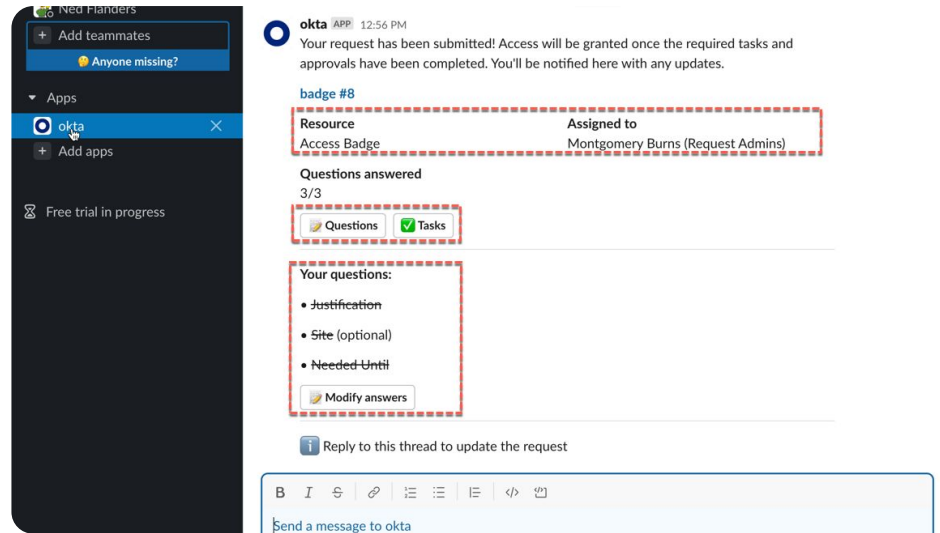 Ned Flanders
+ Add teammates
🤔 Anyone missing?
Apps
okta
+ Add apps
Free trial in progress
okta APP 12:56 PM
Your request has been submitted! Access will be granted once the required tasks and
approvals have been completed. You'll be notified here with any updates.
badge #8
Resource Assigned to
Access Badge Montgomery Burns (Request Admins)
Questions answered
3/3
📝 Questions ✅ Tasks
Your questions:
• Justification
• Site (optional)
• Needed Until
📝 Modify answers
ℹ️ Reply to this thread to update the request
B I S </>
Send a message to okta